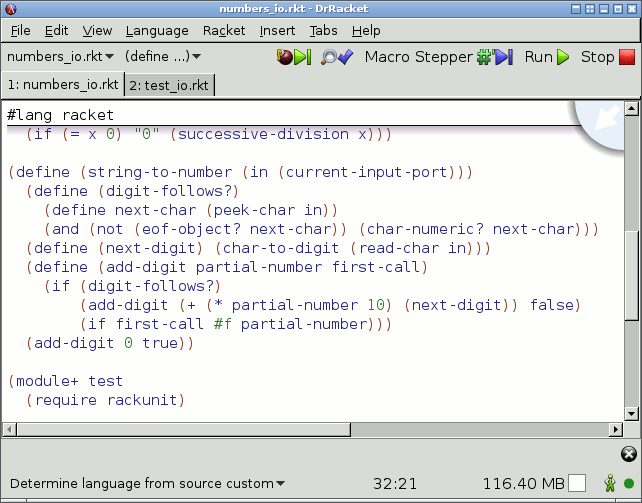 numbers_io.rkt - DrRacket
File Edit View Language Racket Insert Tabs Help
numbers_io.rkt (define ...) Macro Stepper Run Stop
1: numbers_io.rkt 2: test_io.rkt
#lang racket
(if (= x 0) "0" (successive-division x)))
(define (string-to-number (in (current-input-port)))
(define (digit-follows?)
(define next-char (peek-char in))
(and (not (eof-object? next-char)) (char-numeric? next-char)))
(define (next-digit) (char-to-digit (read-char in)))
(define (add-digit partial-number first-call)
(if (digit-follows?)
(add-digit (+ (* partial-number 10) (next-digit)) false)
(if first-call #f partial-number)))
(add-digit 0 true))
(module+ test
(require rackunit)
Determine language from source custom 32:21 116.40 MB